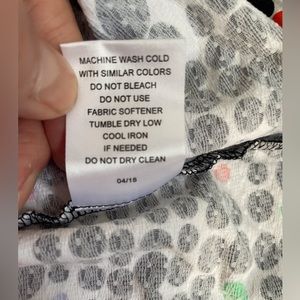 MACHINE WASH COLD
WITH SIMILAR COLORS
DO NOT BLEACH
DO NOT USE
FABRIC SOFTENER
TUMBLE DRY LOW
COOL IRON
IF NEEDED
DO NOT DRY CLEAN
04/18